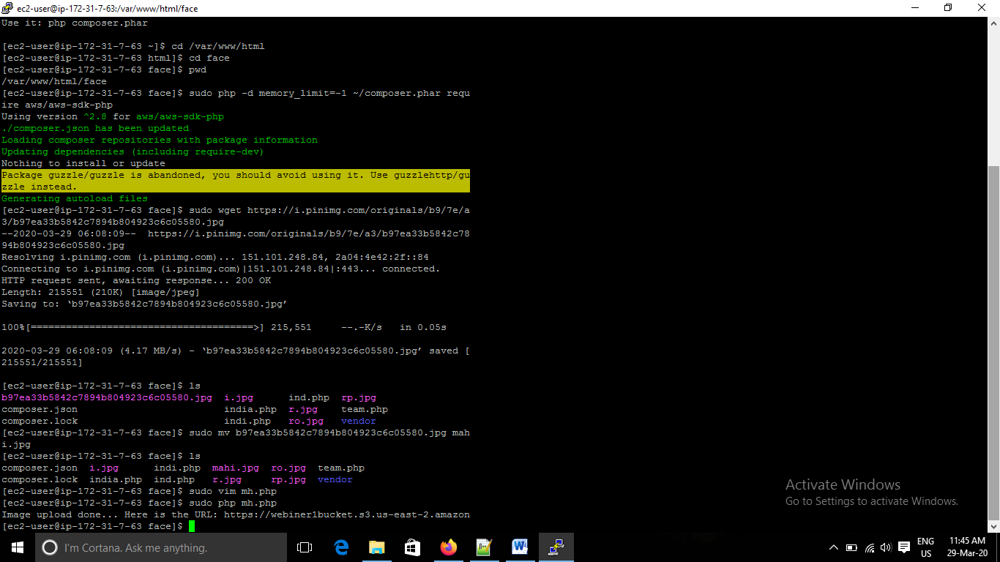 ec2-user@ip-172-31-7-63:/var/www/html/face
Use it: php composer.phar
[ec2-user@ip-172-31-7-63 ~]$ cd /var/www/html
[ec2-user@ip-172-31-7-63 html]$ cd face
[ec2-user@ip-172-31-7-63 face]$ pwd
/var/www/html/face
[ec2-user@ip-172-31-7-63 face]$ sudo php -d memory_limit=-1 ~/composer.phar requ
ire aws/aws-sdk-php
Using version ^2.8 for aws/aws-sdk-php
./composer.json has been updated
Loading composer repositories with package information
Updating dependencies (including require-dev)
Nothing to install or update
Package guzzle/guzzle is abandoned, you should avoid using it. Use guzzlehttp/gu
zzle instead.
Generating autoload files
[ec2-user@ip-172-31-7-63 face]$ sudo wget https://i.pinimg.com/originals/b9/7e/a
3/b97ea33b5842c7894b804923c6c05580.jpg
--2020-03-29 06:08:09--  https://i.pinimg.com/originals/b9/7e/a3/b97ea33b5842c78
94b804923c6c05580.jpg
Resolving i.pinimg.com (i.pinimg.com)... 151.101.248.84, 2a04:4e42:2f::84
Connecting to i.pinimg.com (i.pinimg.com)|151.101.248.84|:443... connected.
HTTP request sent, awaiting response... 200 OK
Length: 215551 (210K) [image/jpeg]
Saving to: ‘b97ea33b5842c7894b804923c6c05580.jpg’
100%[======================================>] 215,551     --.-K/s   in 0.05s
2020-03-29 06:08:09 (4.17 MB/s) - ‘b97ea33b5842c7894b804923c6c05580.jpg’ saved [
215551/215551]
[ec2-user@ip-172-31-7-63 face]$ ls
b97ea33b5842c7894b804923c6c05580.jpg  i.jpg      ind.php  rp.jpg
composer.json                         india.php  r.jpg    team.php
composer.lock                         indi.php   ro.jpg   vendor
[ec2-user@ip-172-31-7-63 face]$ sudo mv b97ea33b5842c7894b804923c6c05580.jpg mah
i.jpg
[ec2-user@ip-172-31-7-63 face]$ ls
composer.json  i.jpg      indi.php  mahi.jpg  ro.jpg  team.php
composer.lock  india.php  ind.php   r.jpg     rp.jpg  vendor
[ec2-user@ip-172-31-7-63 face]$ sudo vim mh.php
[ec2-user@ip-172-31-7-63 face]$ sudo php mh.php
Image upload done... Here is the URL: https://webiner1bucket.s3.us-east-2.amazon
[ec2-user@ip-172-31-7-63 face]$
Activate Windows
Go to Settings to activate Windows.
I'm Cortana. Ask me anything.
ENG
US
11:45 AM
29-Mar-20